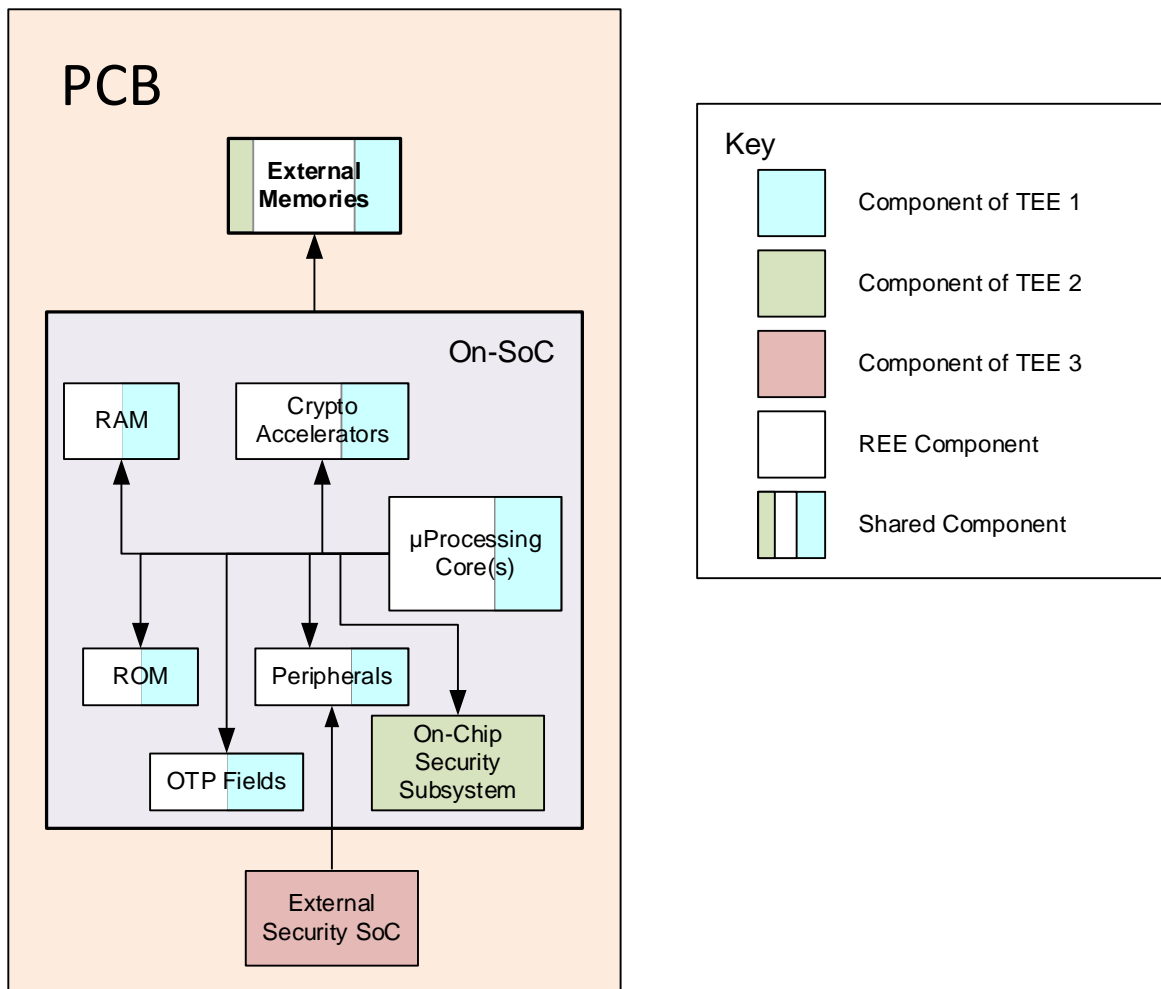 PCB
External
Memories
On-SoC
RAM
Crypto
Accelerators
µProcessing
Core(s)
ROM
Peripherals
On-Chip
Security
Subsystem
OTP Fields
External
Security SoC
Key
Component of TEE 1
Component of TEE 2
Component of TEE 3
REE Component
Shared Component